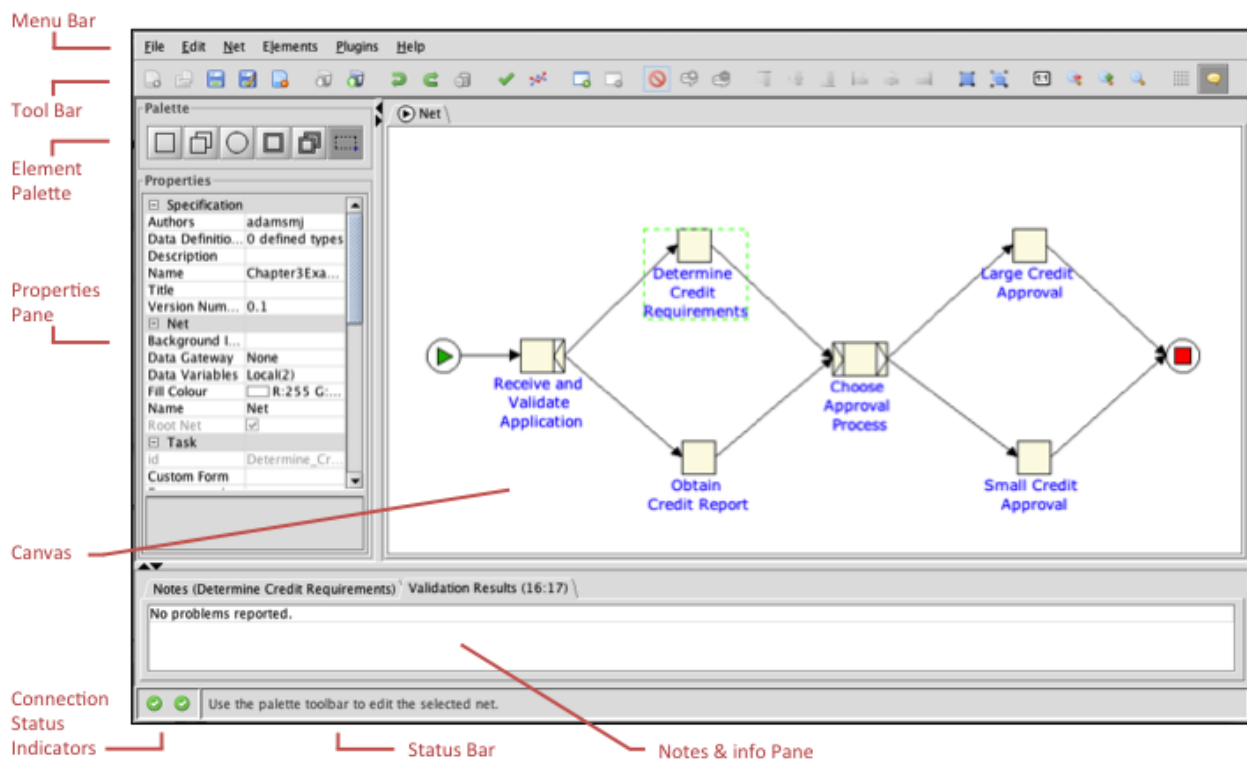 Menu Bar
File Edit Net Elements Plugins Help
Tool Bar
Palette
Net
Element
Palette
Properties
Specification
Authors adamsmj
Data Definitio... 0 defined types
Description
Name Chapter3Exa...
Title
Version Num... 0.1
Net
Background I...
Data Gateway None
Data Variables Local(2)
Fill Colour R:255 G:...
Name Net
Root Net
Task
id Determine_Cr...
Custom Form
Properties
Pane
Determine
Credit
Requirements
Large Credit
Approval
Receive and
Validate
Application
Choose
Approval
Process
Obtain
Credit Report
Small Credit
Approval
Canvas
Notes (Determine Credit Requirements) Validation Results (16:17)
No problems reported.
Use the palette toolbar to edit the selected net.
Connection
Status
Indicators
Status Bar
Notes & info Pane